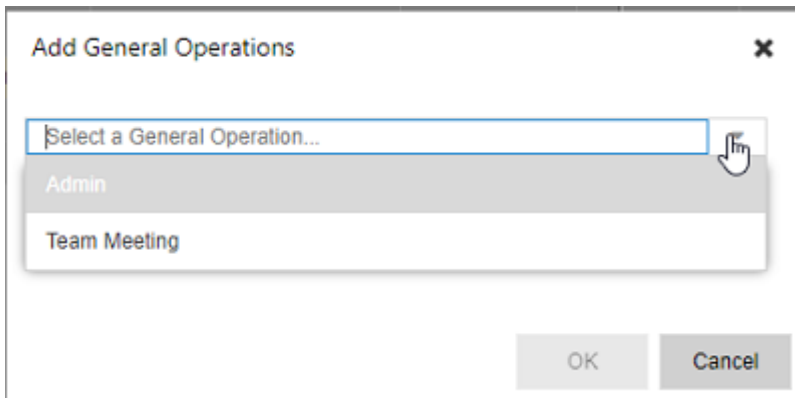 Add General Operations
Select a General Operation...
Admin
Team Meeting
OK
Cancel